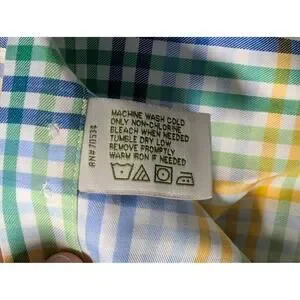 MACHINE WASH COLD
ONLY NON-CHLORINE
BLEACH WHEN NEEDED
TUMBLE DRY LOW
REMOVE PROMPTLY
WARM IRON IF NEEDED
RN#70534